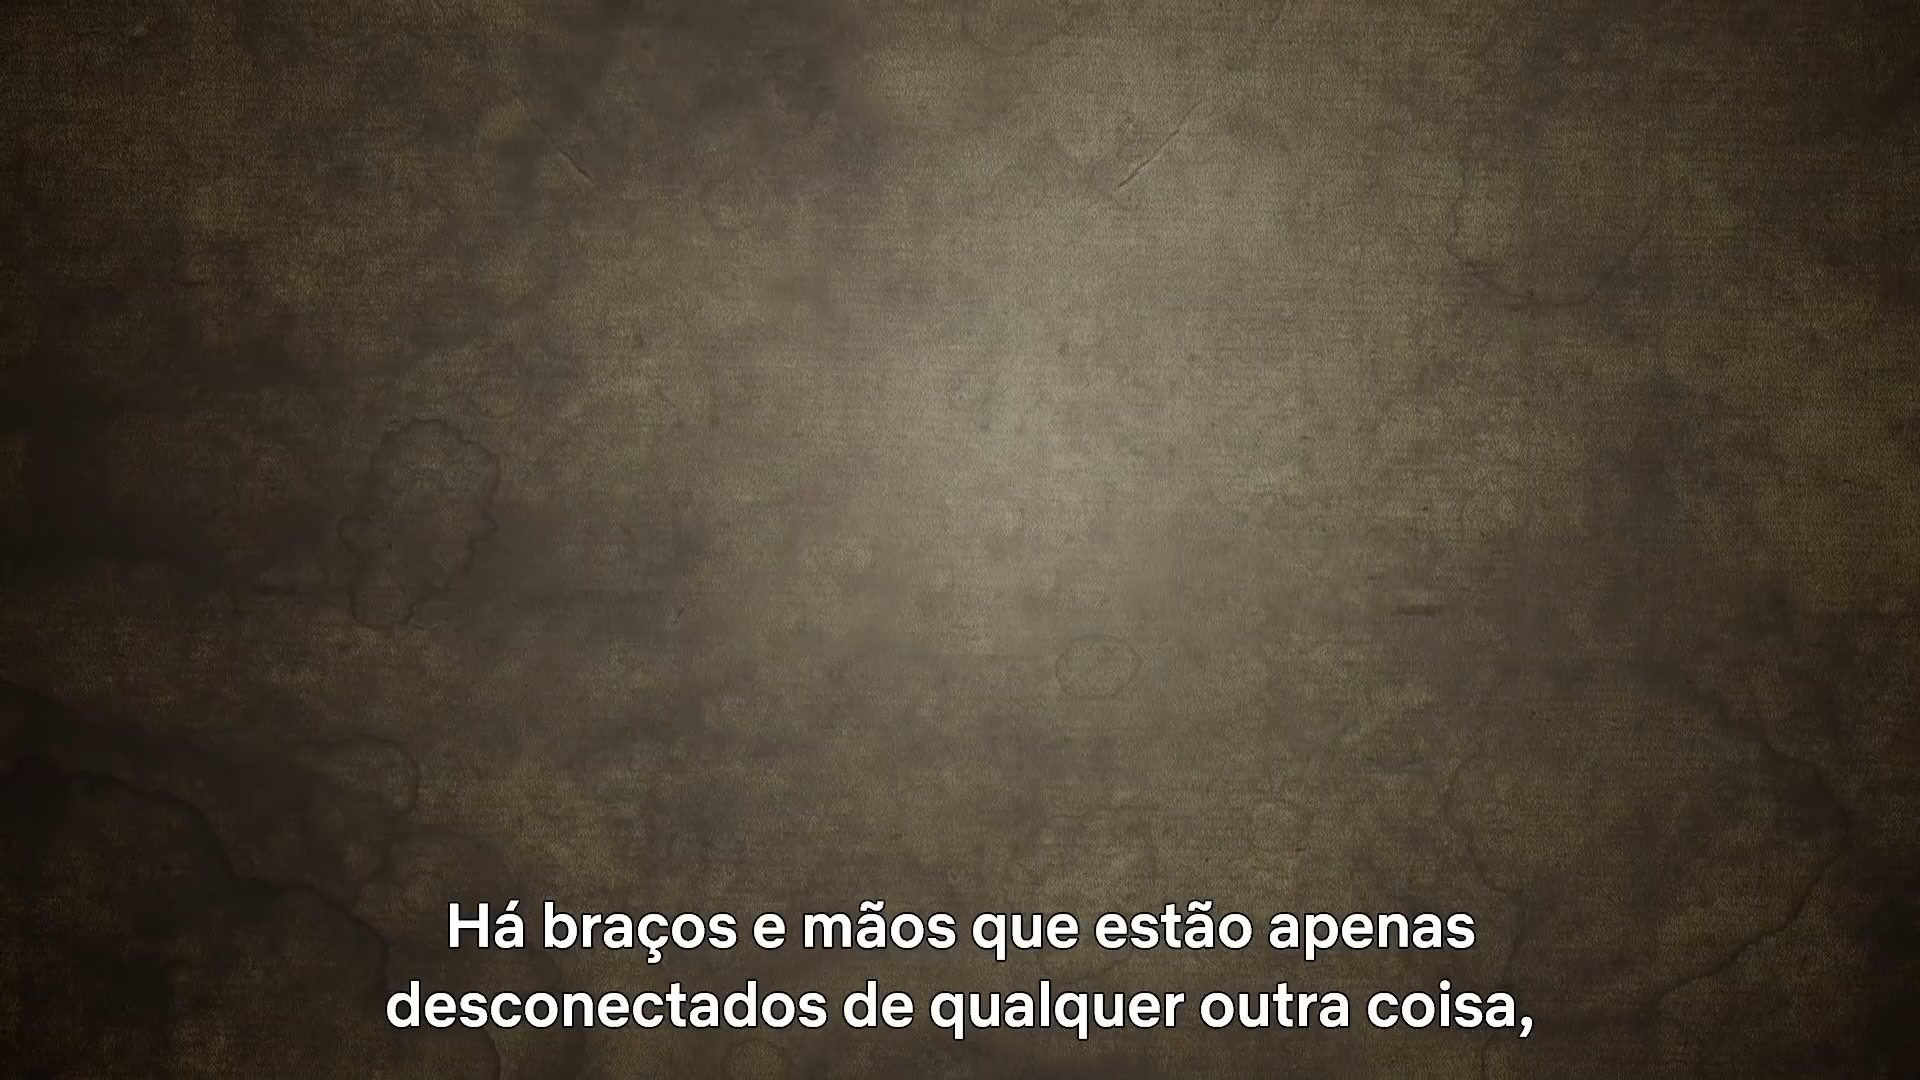 Há braços e mãos que estão apenas
desconectados de qualquer outra coisa,